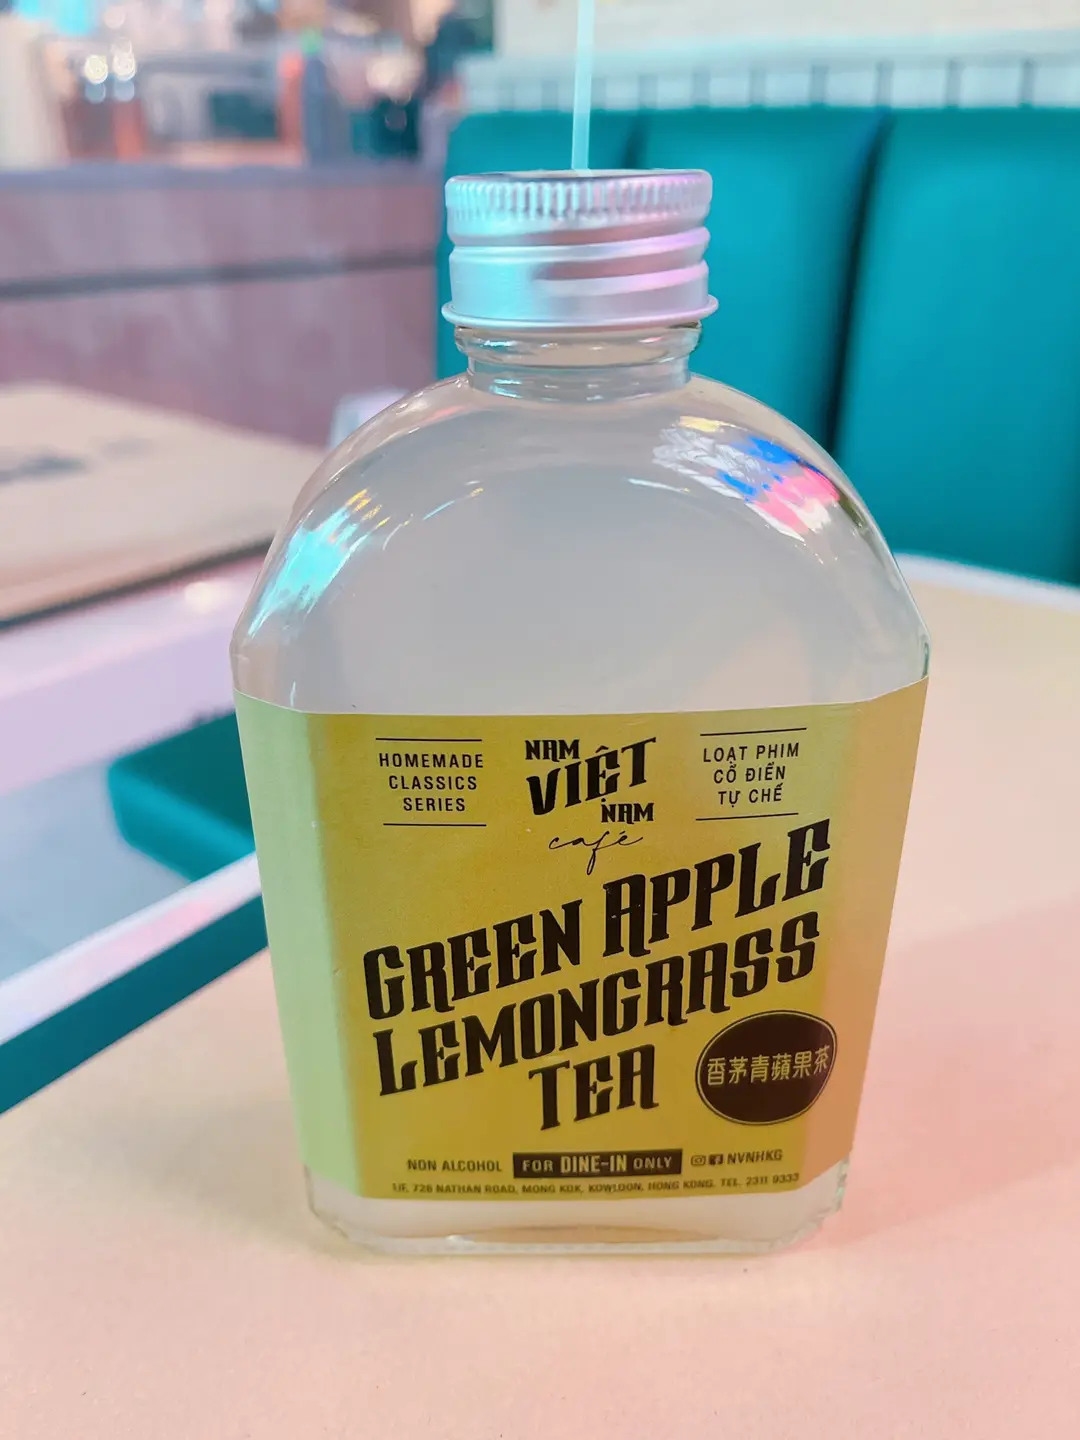 HOMEMADE
CLASSICS
SERIES
NAM
VIỆT
NAM
café
LOẠT PHIM
CỔ ĐIỂN
TỰ CHẾ
GREEN APPLE
LEMONGRASS
TEA
香茅青蘋果茶
NON ALCOHOL FOR DINE-IN ONLY NVNHKG
1/F, 726 NATHAN ROAD, MONG KOK, KOWLOON, HONG KONG. TEL. 2311 9333